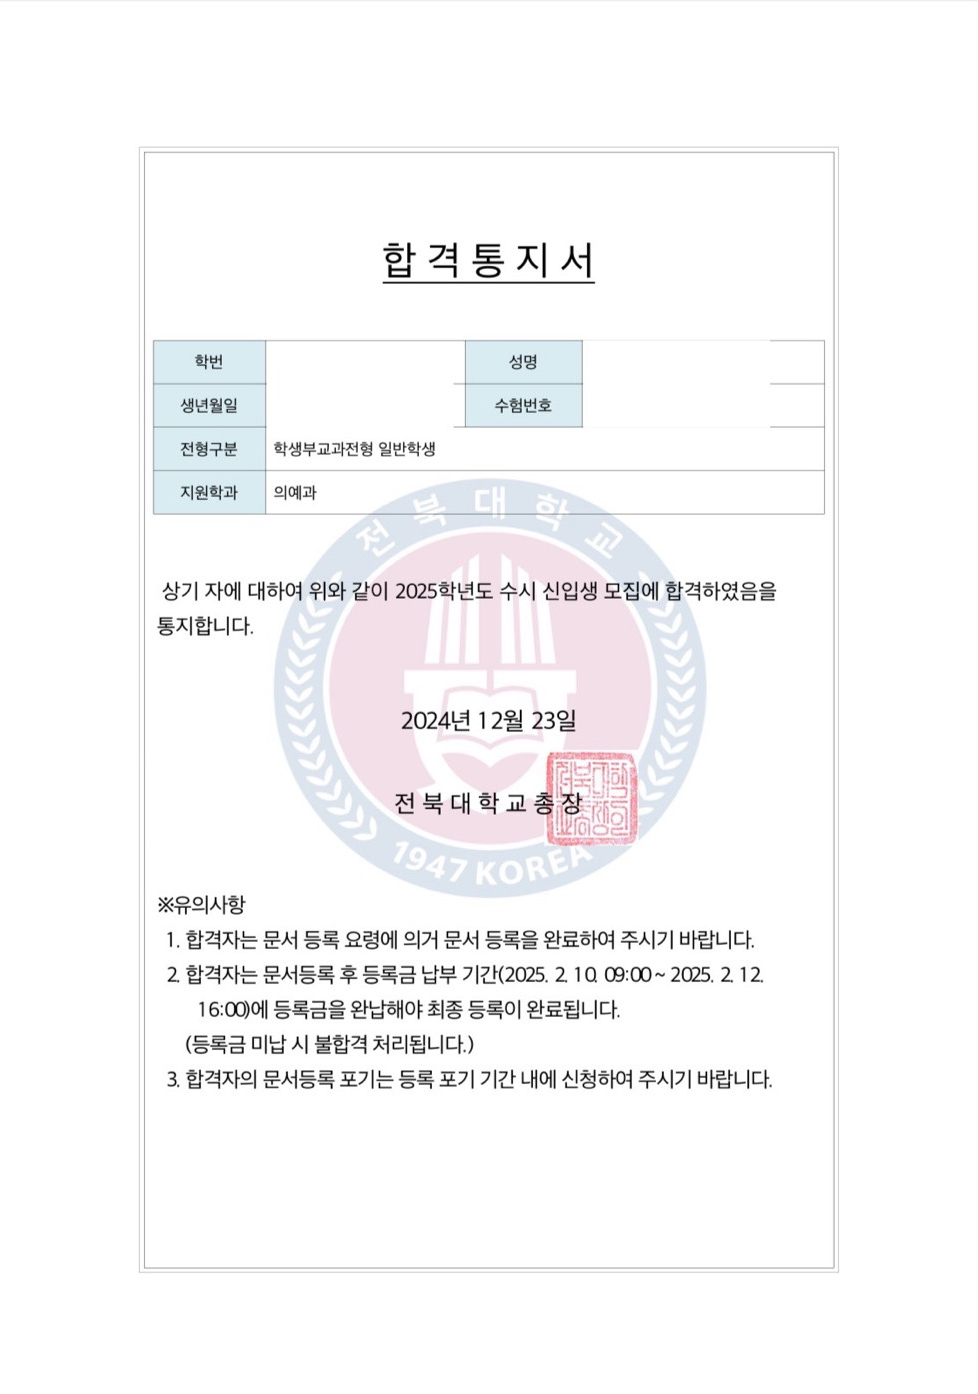 합격통지서
학번 성명
생년월일 수험번호
전형구분 학생부교과전형 일반학생
지원학과 의예과
전북대학교
상기 자에 대하여 위와 같이 2025학년도 수시 신입생 모집에 합격하였음을
통지합니다.
2024년 12월 23일
전북대학교총장
1947 KOREA
※유의사항
1. 합격자는 문서 등록 요령에 의거 문서 등록을 완료하여 주시기 바랍니다.
2. 합격자는 문서등록 후 등록금 납부 기간(2025. 2. 10. 09:00 ~ 2025. 2. 12.
16:00)에 등록금을 완납해야 최종 등록이 완료됩니다.
(등록금 미납 시 불합격 처리됩니다.)
3. 합격자의 문서등록 포기는 등록 포기 기간 내에 신청하여 주시기 바랍니다.